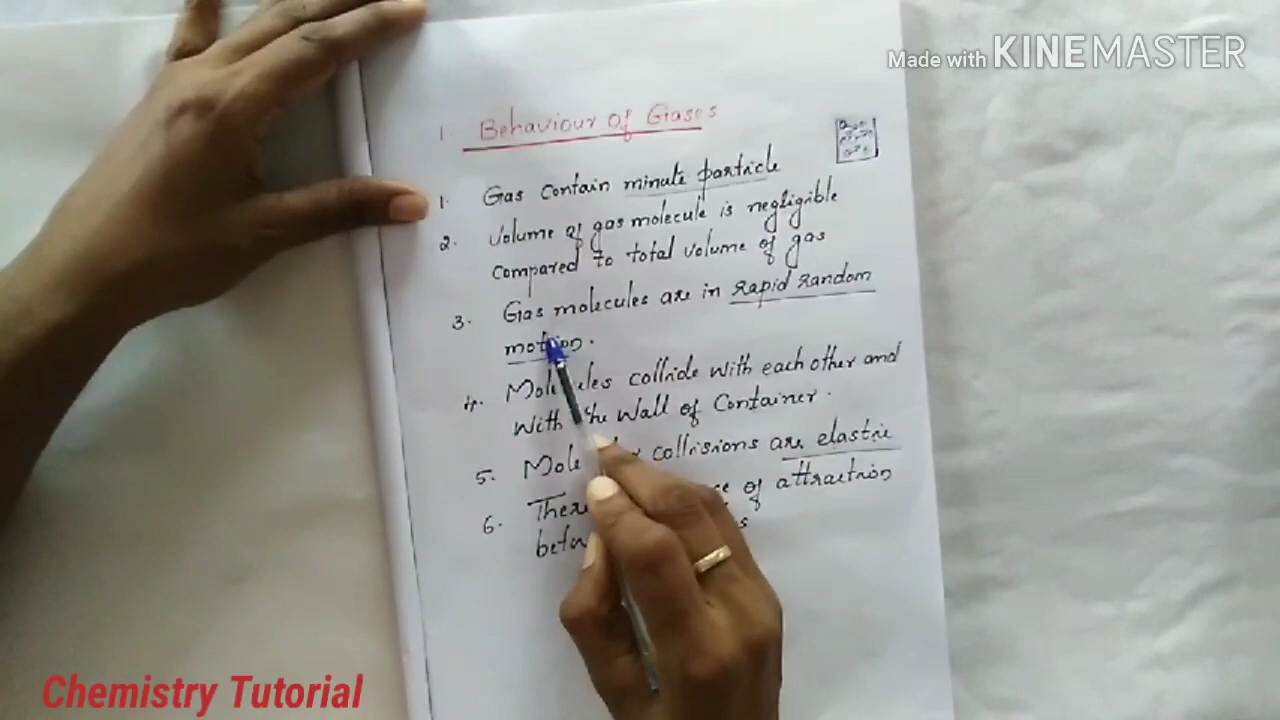 Made with KINEMASTER
1. Behaviour of Gases
1. Gas contain minute particle
2. Volume of gas molecule is negligible
compared to total volume of gas
3. Gas molecules are in rapid random
motion.
4. Molecules collide with each other and
with the wall of Container.
5. collisions are elastic
6. of attraction
Chemistry Tutorial